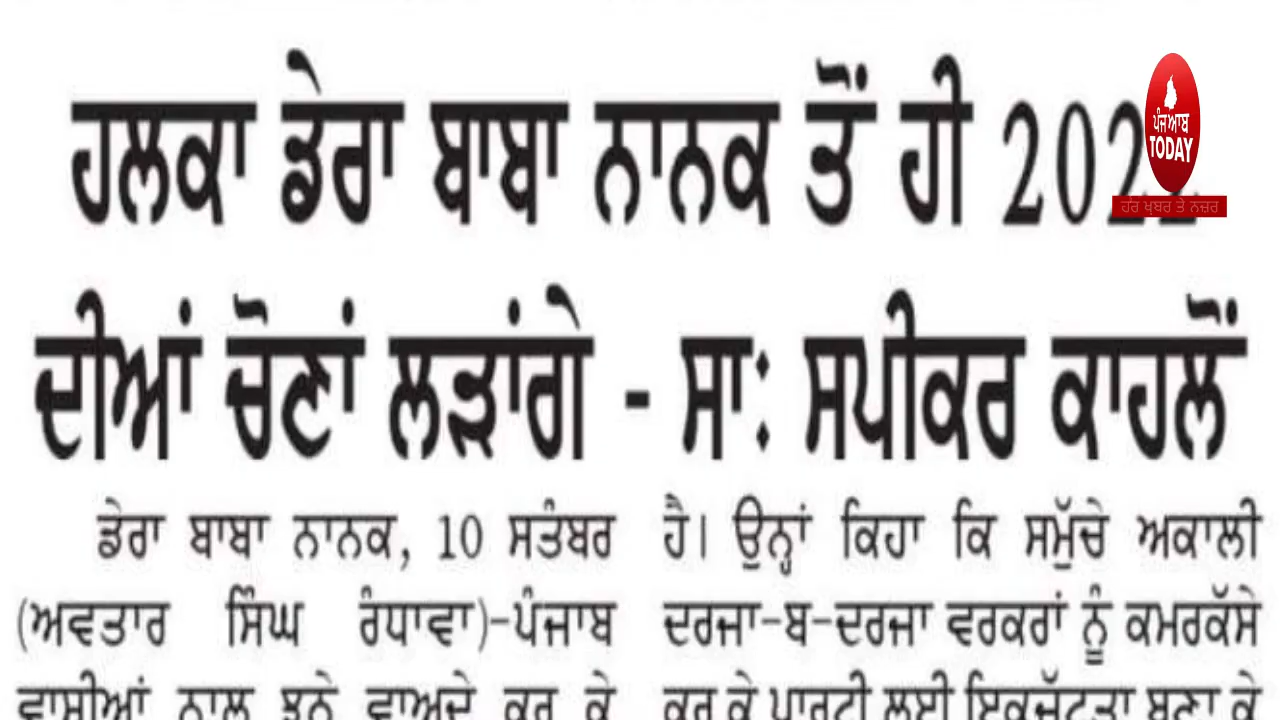 ਹਲਕਾ ਡੇਰਾ ਬਾਬਾ ਨਾਨਕ ਤੋਂ ਹੀ
ਦੀਆਂ ਚੋਣਾਂ ਲੜਾਂਗੇ - ਸਾਃ ਸਪੀਕਰ ਕਾਹਲੋਂ
ਡੇਰਾ ਬਾਬਾ ਨਾਨਕ, 10 ਸਤੰਬਰ
(ਅਵਤਾਰ ਸਿੰਘ ਰੰਧਾਵਾ)-ਪੰਜਾਬ
ਵਾਸੀਆਂ ਨਾਲ ਝੂਠੇ ਵਾਅਦੇ ਕਰ ਕੇ
ਹੈ। ਉਨ੍ਹਾਂ ਕਿਹਾ ਕਿ ਸਮੁੱਚੇ ਅਕਾਲੀ
ਦਰਜਾ-ਬ-ਦਰਜਾ ਵਰਕਰਾਂ ਨੂੰ ਕਮਰਕੱਸੇ
ਕਰ ਕੇ ਪਾਰਟੀ ਲਈ ਇਕਜੁੱਟਤਾ ਬਣਾ ਕੇ
ਪੰਜਆਬ
TODAY
ਹਰ ਖ਼ਬਰ ਤੇ ਨਜ਼ਰ